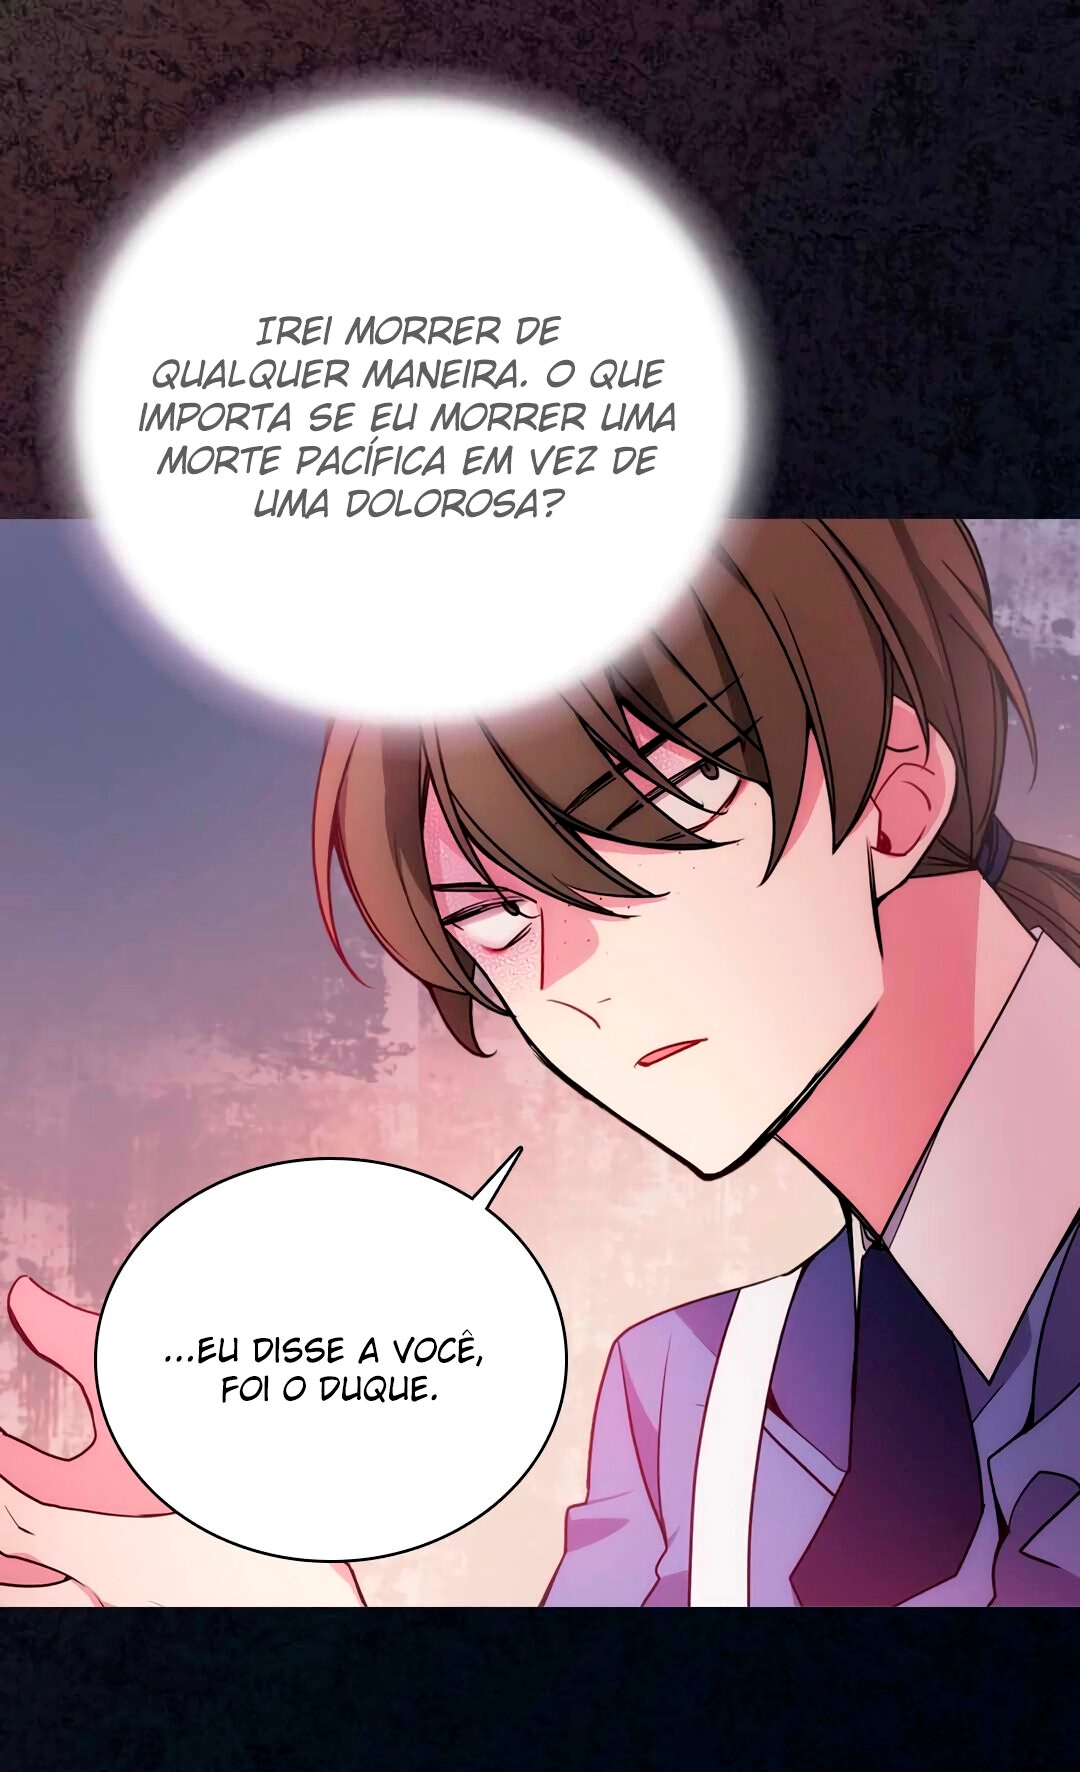 IREI MORRER DE
QUALQUER MANEIRA. O QUE
IMPORTA SE EU MORRER UMA
MORTE PACÍFICA EM VEZ DE
UMA DOLOROSA?
...EU DISSE A VOCÊ,
FOI O DUQUE.